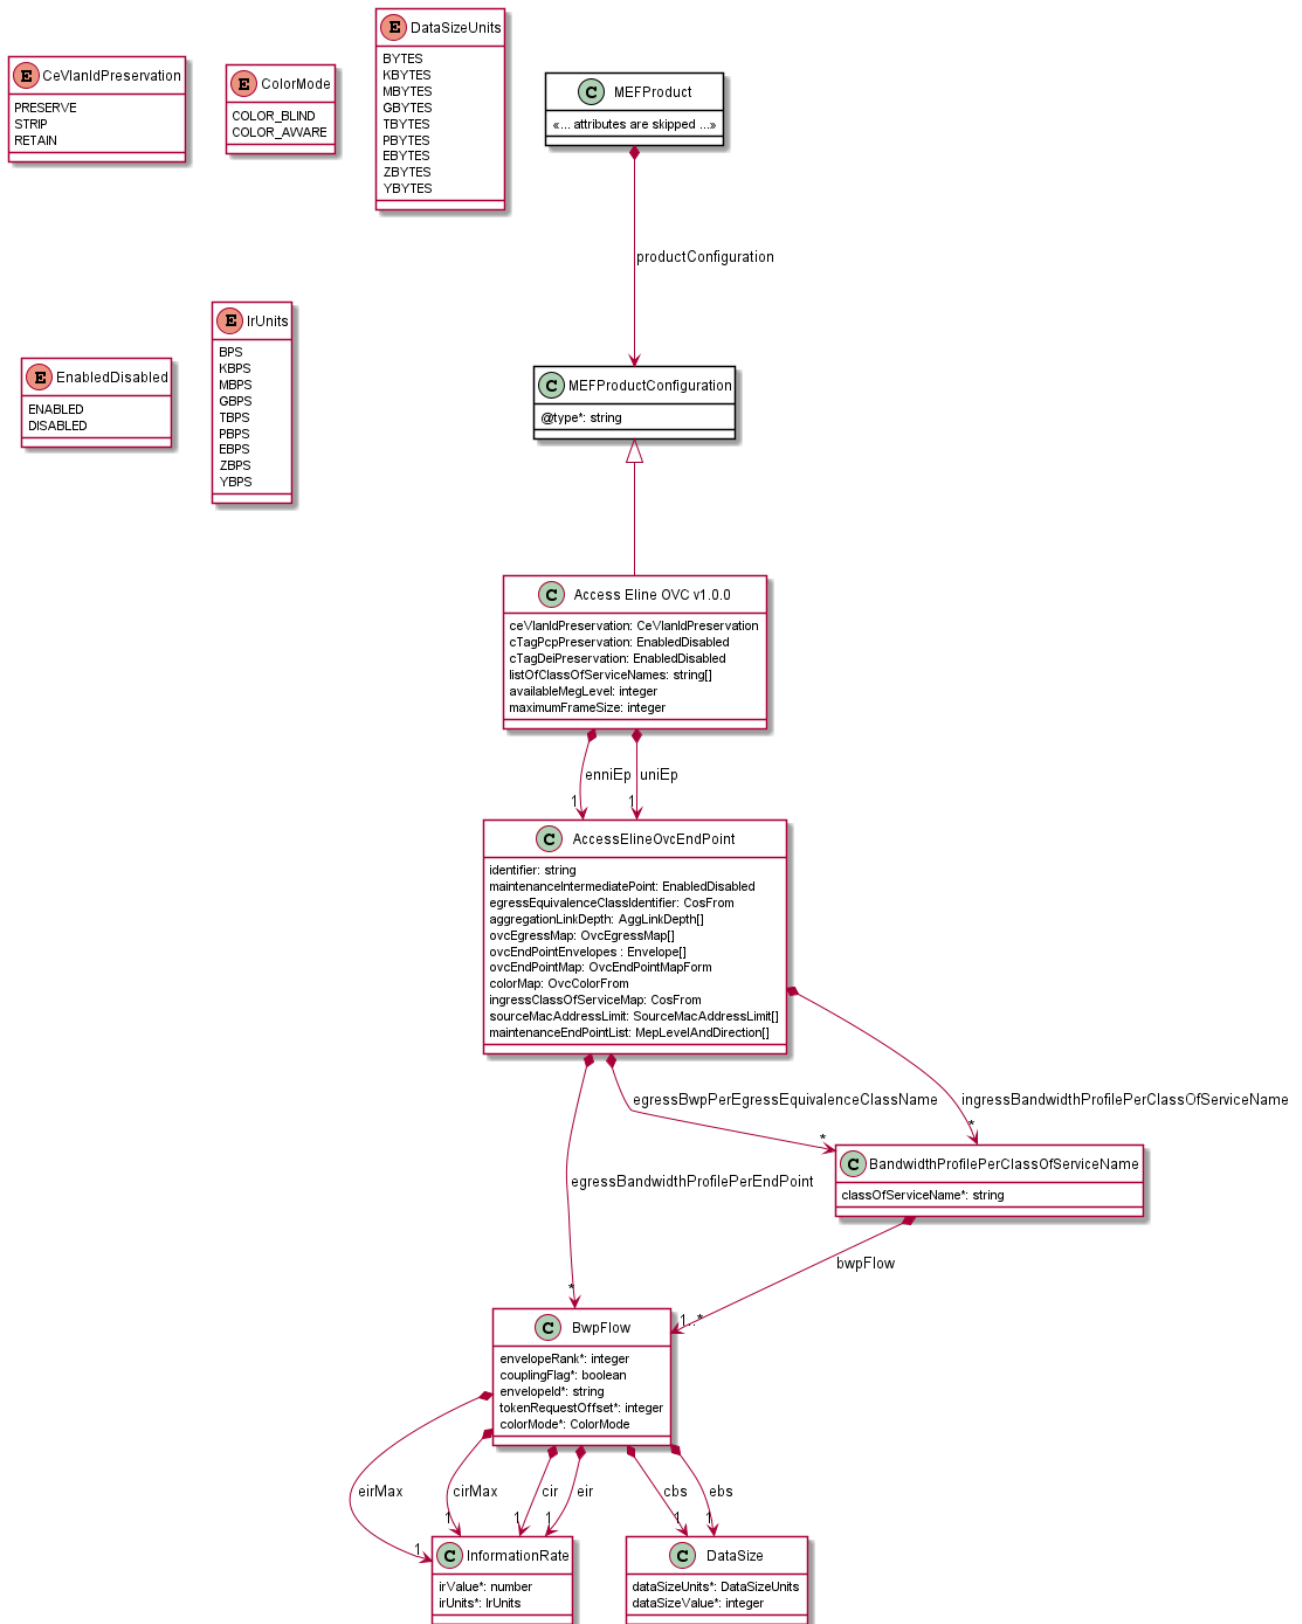 E CeVlanIdPreservation
PRESERVE
STRIP
RETAIN
E ColorMode
COLOR_BLIND
COLOR_AWARE
E DataSizeUnits
BYTES
KBYTES
MBYTES
GBYTES
TBYTES
PBYTES
EBYTES
ZBYTES
YBYTES
C MEFProduct
«... attributes are skipped ...»
productConfiguration
E EnabledDisabled
ENABLED
DISABLED
E IrUnits
BPS
KBPS
MBPS
GBPS
TBPS
PBPS
EBPS
ZBPS
YBPS
C MEFProductConfiguration
@type*: string
C Access Eline OVC v1.0.0
ceVlanIdPreservation: CeVlanIdPreservation
cTagPcpPreservation: EnabledDisabled
cTagDeiPreservation: EnabledDisabled
listOfClassOfServiceNames: string[]
availableMegLevel: integer
maximumFrameSize: integer
enniEp
uniEp
1
1
C AccessElineOvcEndPoint
identifier: string
maintenanceIntermediatePoint: EnabledDisabled
egressEquivalenceClassIdentifier: CosFrom
aggregationLinkDepth: AggLinkDepth[]
ovcEgressMap: OvcEgressMap[]
ovcEndPointEnvelopes : Envelope[]
ovcEndPointMap: OvcEndPointMapForm
colorMap: OvcColorFrom
ingressClassOfServiceMap: CosFrom
sourceMacAddressLimit: SourceMacAddressLimit[]
maintenanceEndPointList: MepLevelAndDirection[]
egressBwpPerEgressEquivalenceClassName
ingressBandwidthProfilePerClassOfServiceName
*
*
egressBandwidthProfilePerEndPoint
C BandwidthProfilePerClassOfServiceName
classOfServiceName*: string
bwpFlow
*
1..*
C BwpFlow
envelopeRank*: integer
couplingFlag*: boolean
envelopeId*: string
tokenRequestOffset*: integer
colorMode*: ColorMode
eirMax
cirMax
cir
eir
cbs
ebs
1
1
1
1
1
1
C InformationRate
irValue*: number
irUnits*: IrUnits
C DataSize
dataSizeUnits*: DataSizeUnits
dataSizeValue*: integer